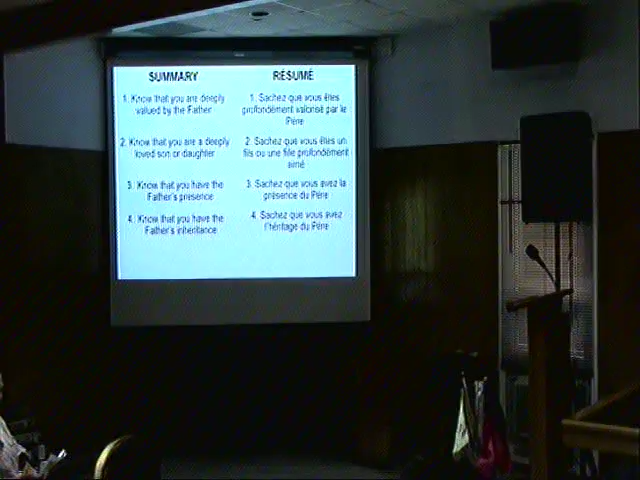 SUMMARY
1. Know that you are deeply
valued by the Father
2. Know that you are a deeply
loved son or daughter
3. Know that you have the
Father's presence
4. Know that you have the
Father's inheritance
RÉSUMÉ
1. Sachez que vous êtes
profondément valorisé par le
Père
2. Sachez que vous êtes un
fils ou une fille profondément
aimé
3. Sachez que vous avez la
présence du Père
4. Sachez que vous avez
l'héritage du Père